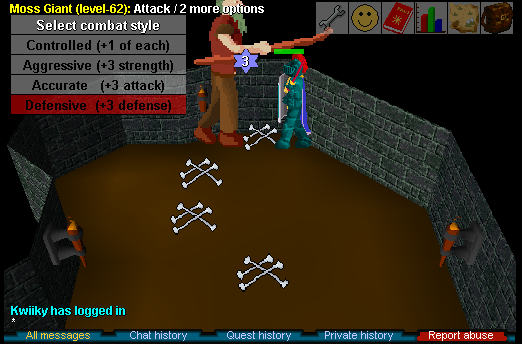 Moss Giant (level-62): Attack / 2 more options
Select combat style
Controlled (+1 of each)
Aggressive (+3 strength)
Accurate (+3 attack)
Defensive (+3 defense)
3
Kwiiky has logged in
*
All messages
Chat history
Quest history
Private history
Report abuse